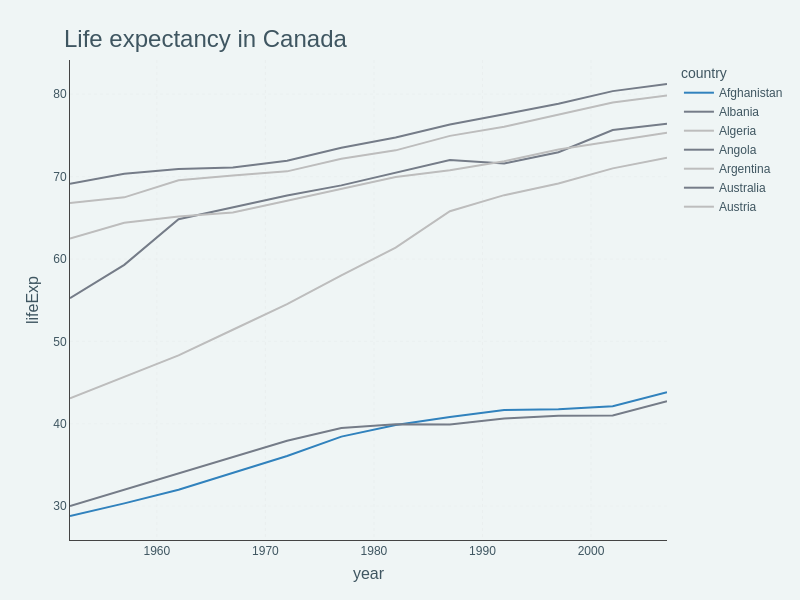 Life expectancy in Canada
country
Afghanistan
Albania
Algeria
Angola
Argentina
Australia
Austria
80
70
60
50
40
30
lifeExp
1960 1970 1980 1990 2000
year